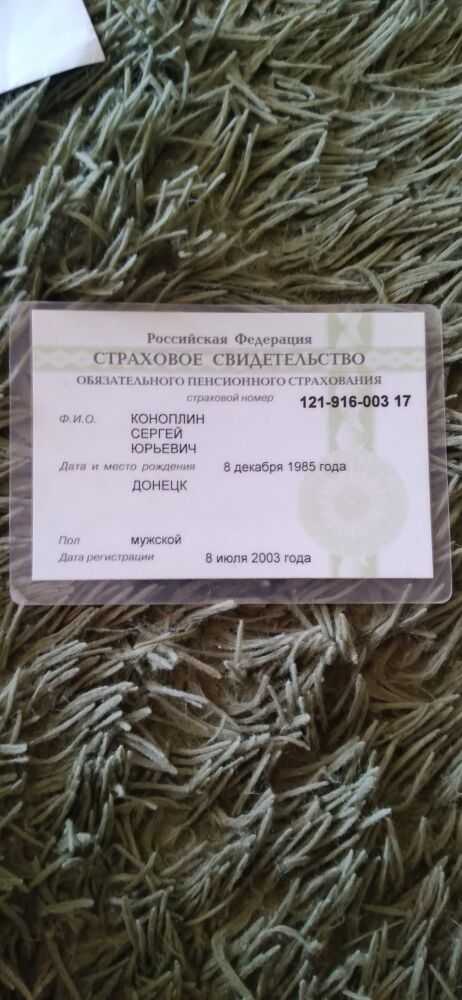 Российская Федерация
СТРАХОВОЕ СВИДЕТЕЛЬСТВО
ОБЯЗАТЕЛЬНОГО ПЕНСИОННОГО СТРАХОВАНИЯ
страховой номер 121-916-003 17
Ф.И.О. КОНОПЛИН
СЕРГЕЙ
ЮРЬЕВИЧ
Дата и место рождения 8 декабря 1985 года
ДОНЕЦК
Пол мужской
Дата регистрации 8 июля 2003 года